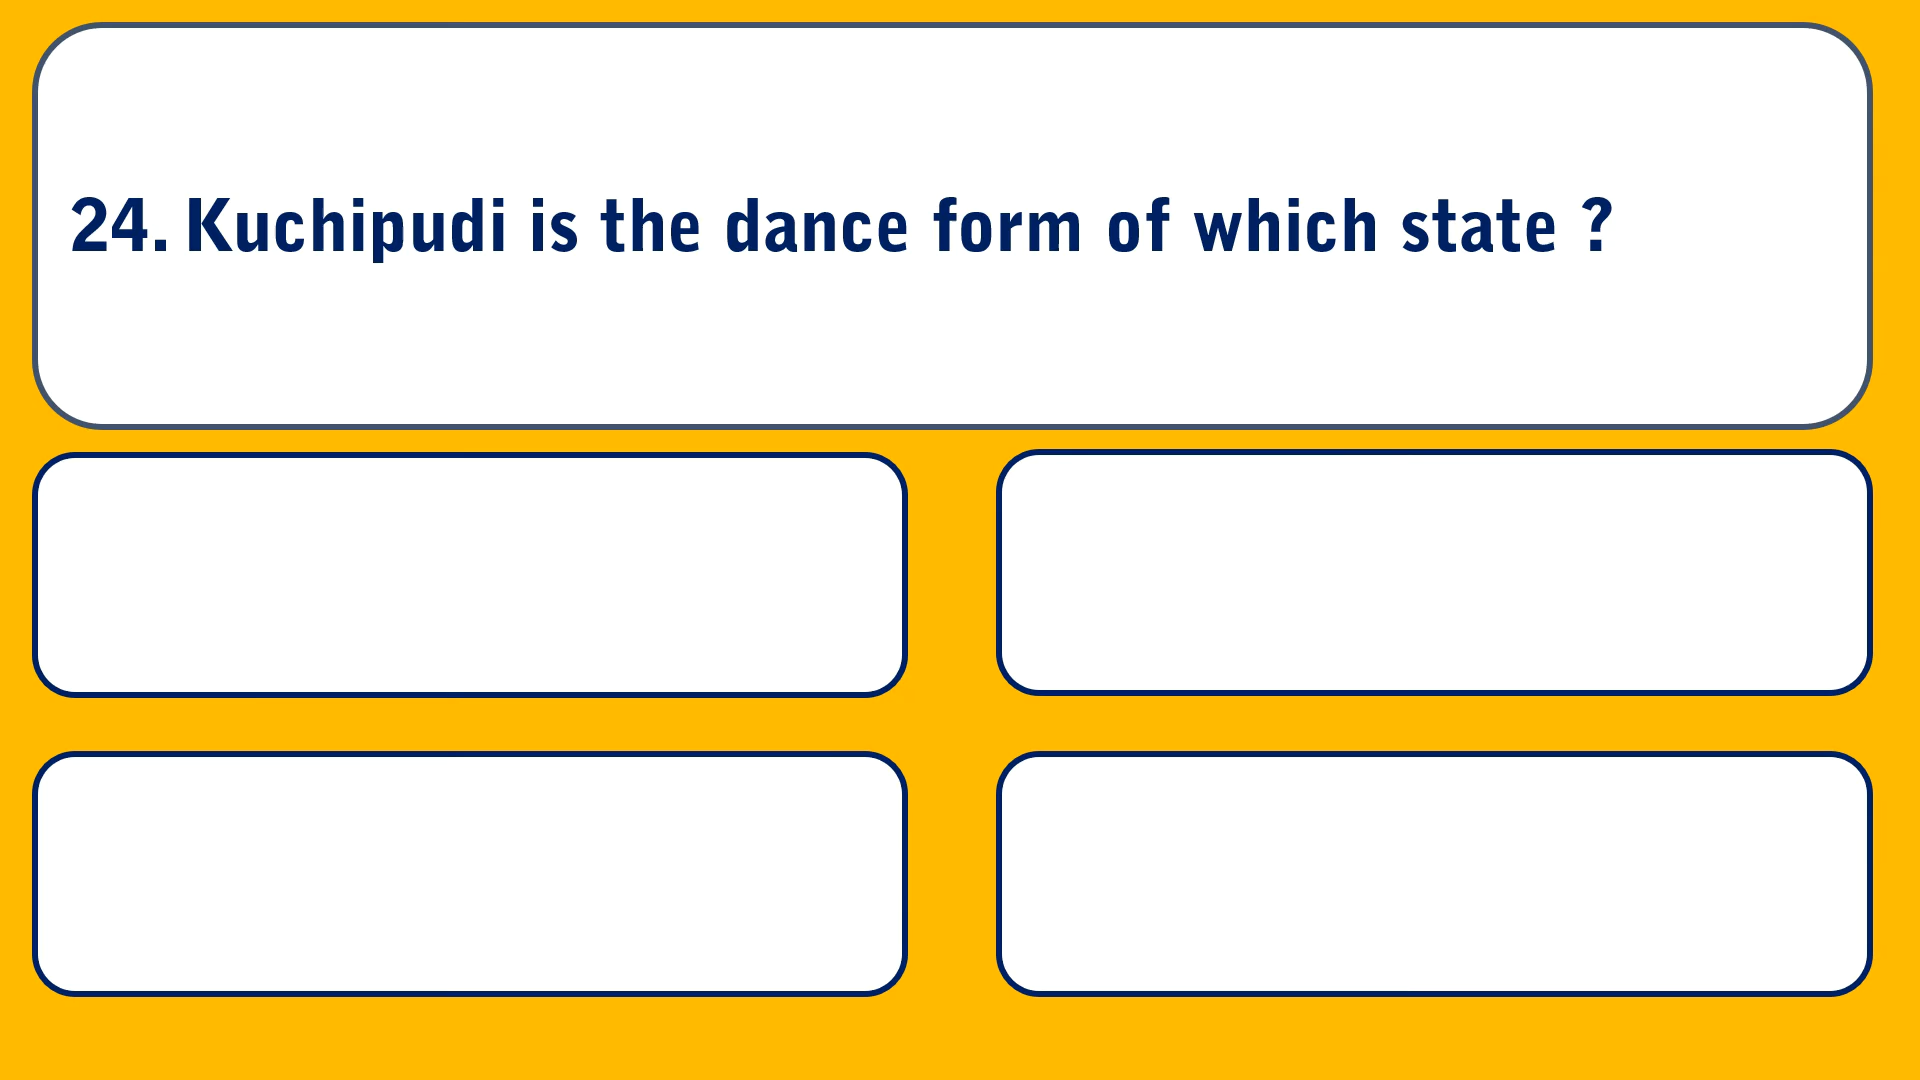 24. Kuchipudi is the dance form of which state ?